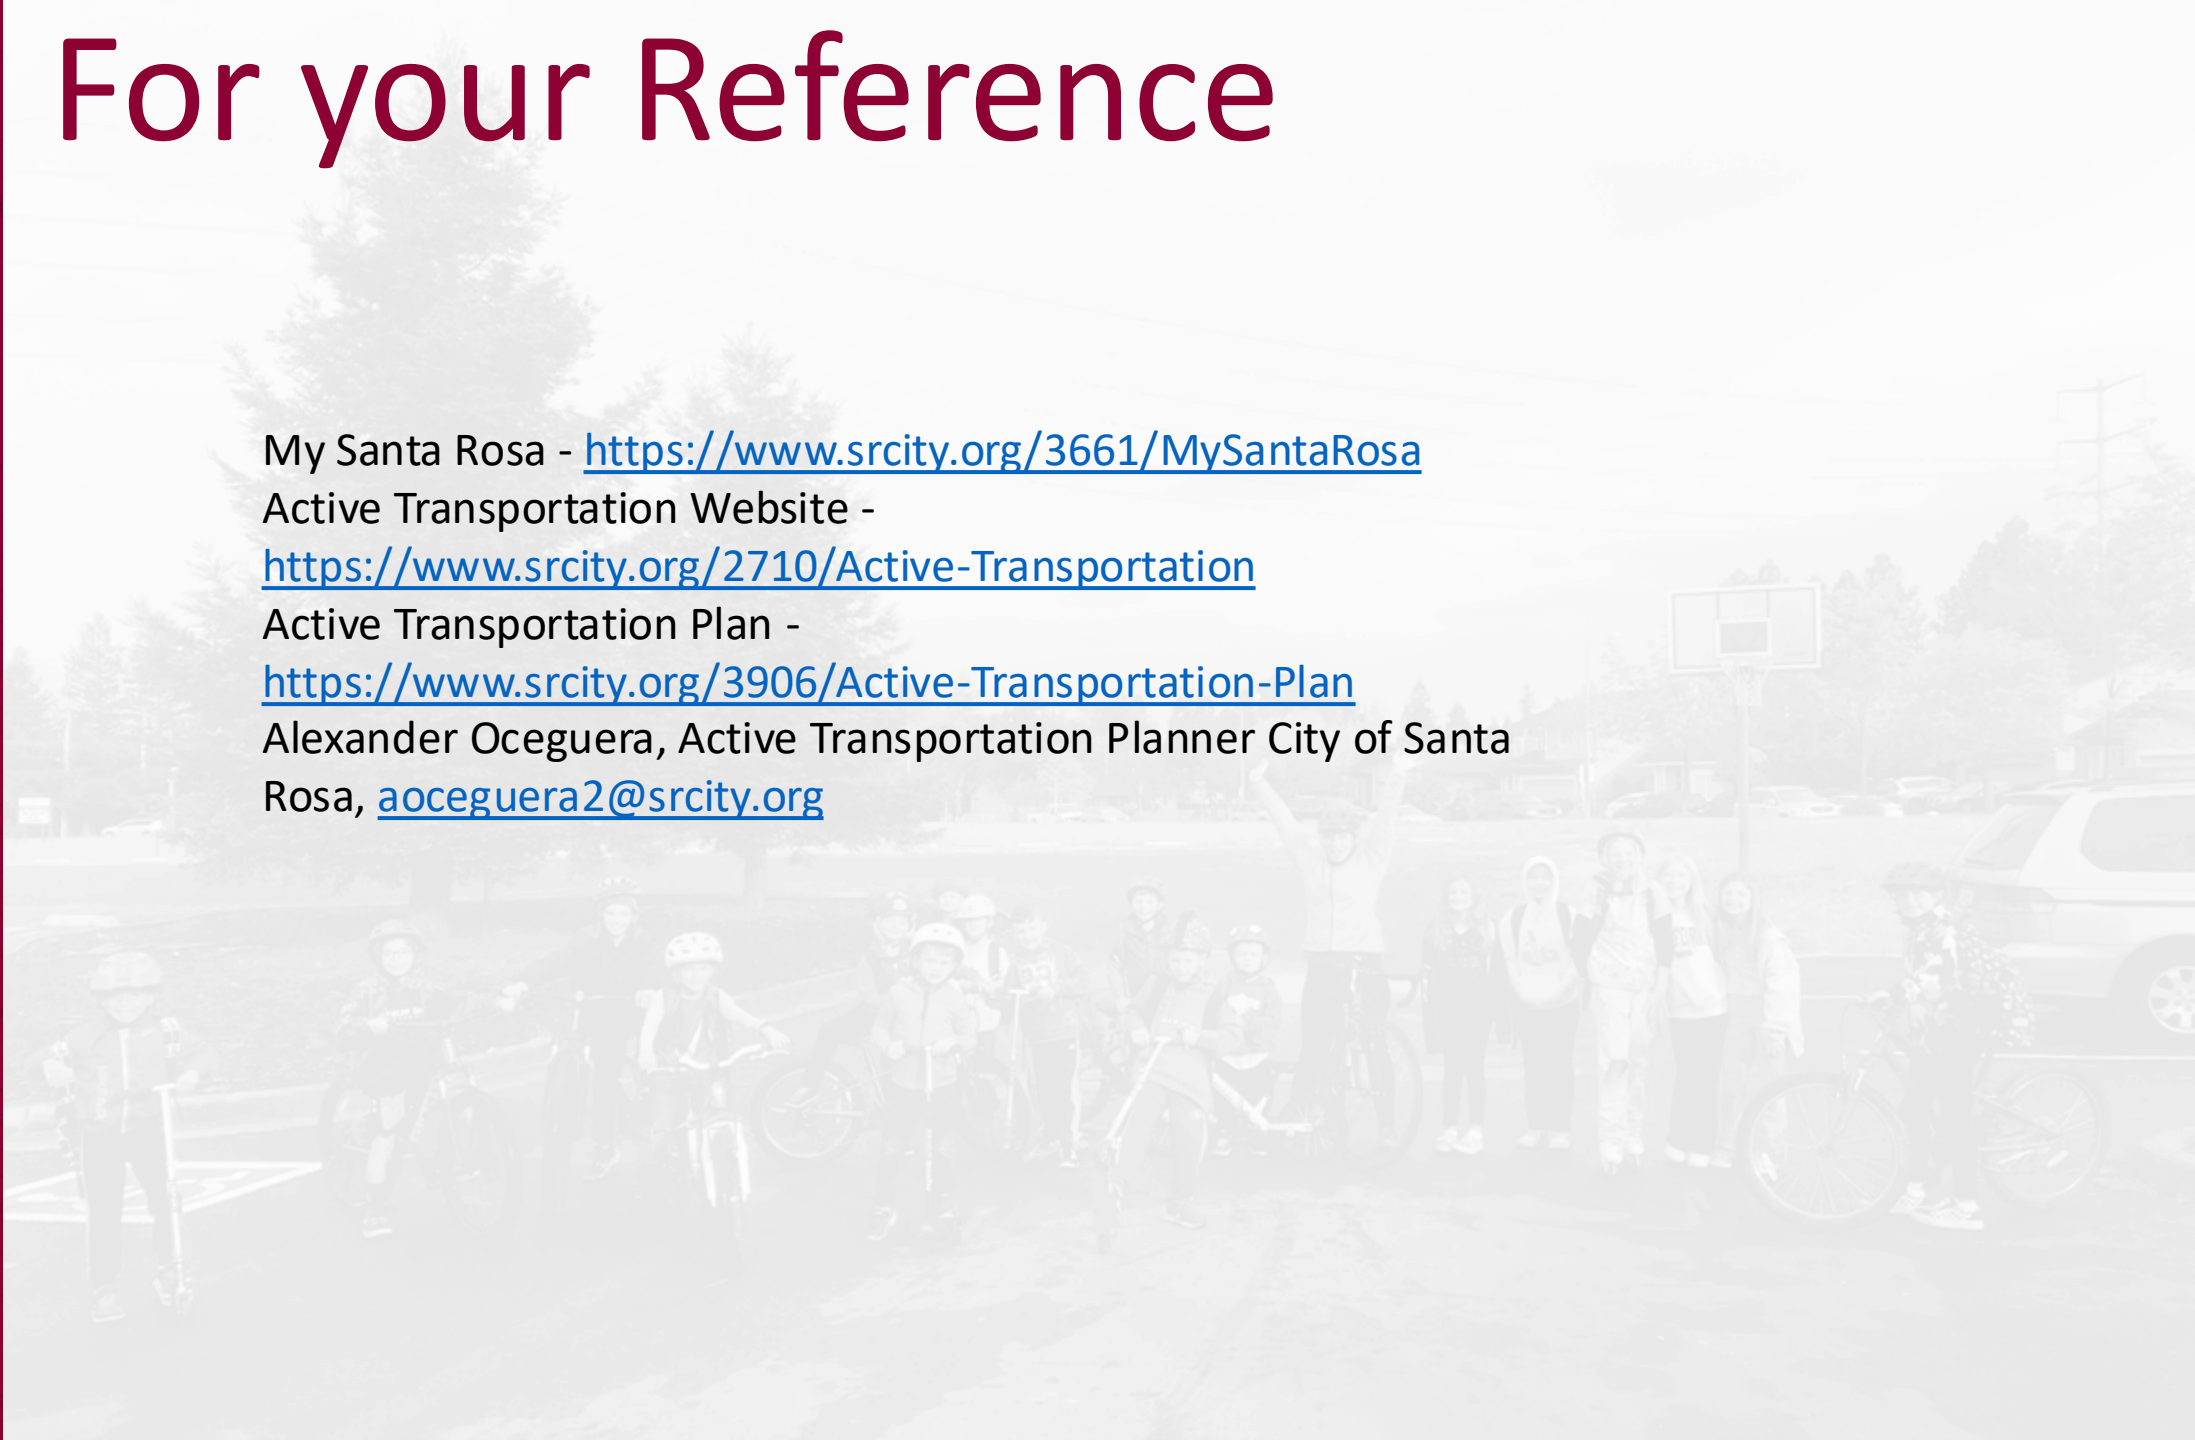 For your Reference
My Santa Rosa - https://www.srcity.org/3661/MySantaRosa
Active Transportation Website -
https://www.srcity.org/2710/Active-Transportation
Active Transportation Plan -
https://www.srcity.org/3906/Active-Transportation-Plan
Alexander Oceguera, Active Transportation Planner City of Santa
Rosa, aoceguera2@srcity.org